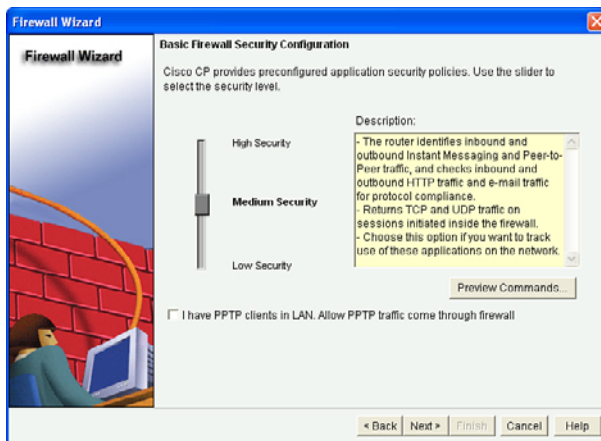 Firewall Wizard
Firewall Wizard
Basic Firewall Security Configuration
Cisco CP provides preconfigured application security policies. Use the slider to
select the security level.
Description:
High Security
Medium Security
Low Security
- The router identifies inbound and
outbound Instant Messaging and Peer-to-
Peer traffic, and checks inbound and
outbound HTTP traffic and e-mail traffic
for protocol compliance.
- Returns TCP and UDP traffic on
sessions initiated inside the firewall.
- Choose this option if you want to track
use of these applications on the network.
Preview Commands...
I have PPTP clients in LAN. Allow PPTP traffic come through firewall
< Back Next > Finish Cancel Help